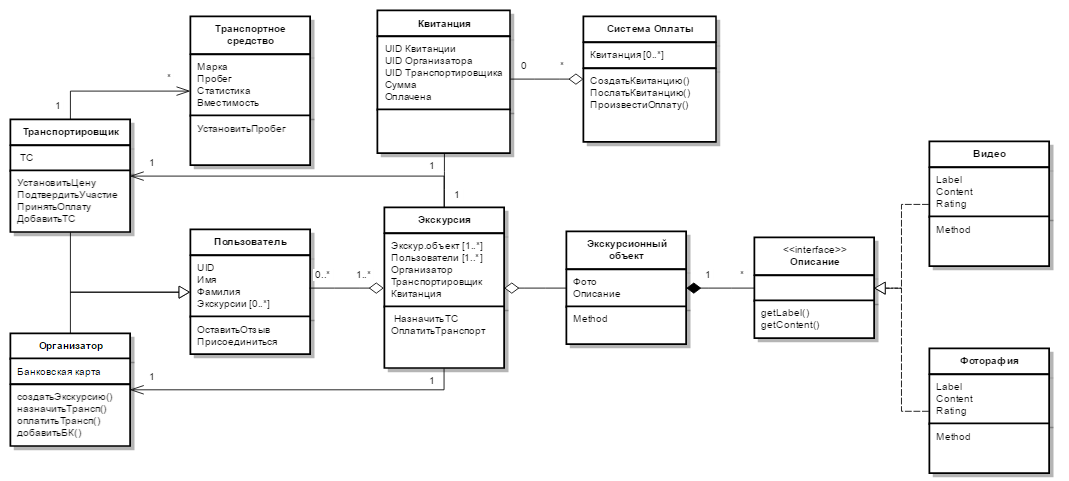 Транспортное
средство
Марка
Пробег
Статистика
Вместимость
УстановитьПробег
Квитанция
UID Квитанции
UID Организатора
UID Транспортировщика
Сумма
Оплачена
Система Оплаты
Квитанция [0..*]
СоздатьКвитанцию()
ПослатьКвитанцию()
ПроизвестиОплату()
0
*
*
1
Транспортировщик
ТС
УстановитьЦену
ПодтвердитьУчастие
ПринятьОплату
ДобавитьТС
1
1
1
Пользователь
UID
Имя
Фамилия
Экскурсии [0..*]
ОставитьОтзыв
Присоединиться
0..*
1..*
Экскурсия
Экскур.объект [1..*]
Пользователи [1..*]
Организатор
Транспортировщик
Квитанция
НазначитьТС
ОплатитьТранспорт
Экскурсионный
объект
Фото
Описание
Method
1
*
<<interface>>
Описание
getLabel()
getContent()
Видео
Label
Content
Rating
Method
Фоторафия
Label
Content
Rating
Method
Организатор
Банковская карта
создатьЭкскурсию()
назначитьТрансп()
оплатитьТрансп()
добавитьБК()
1
1